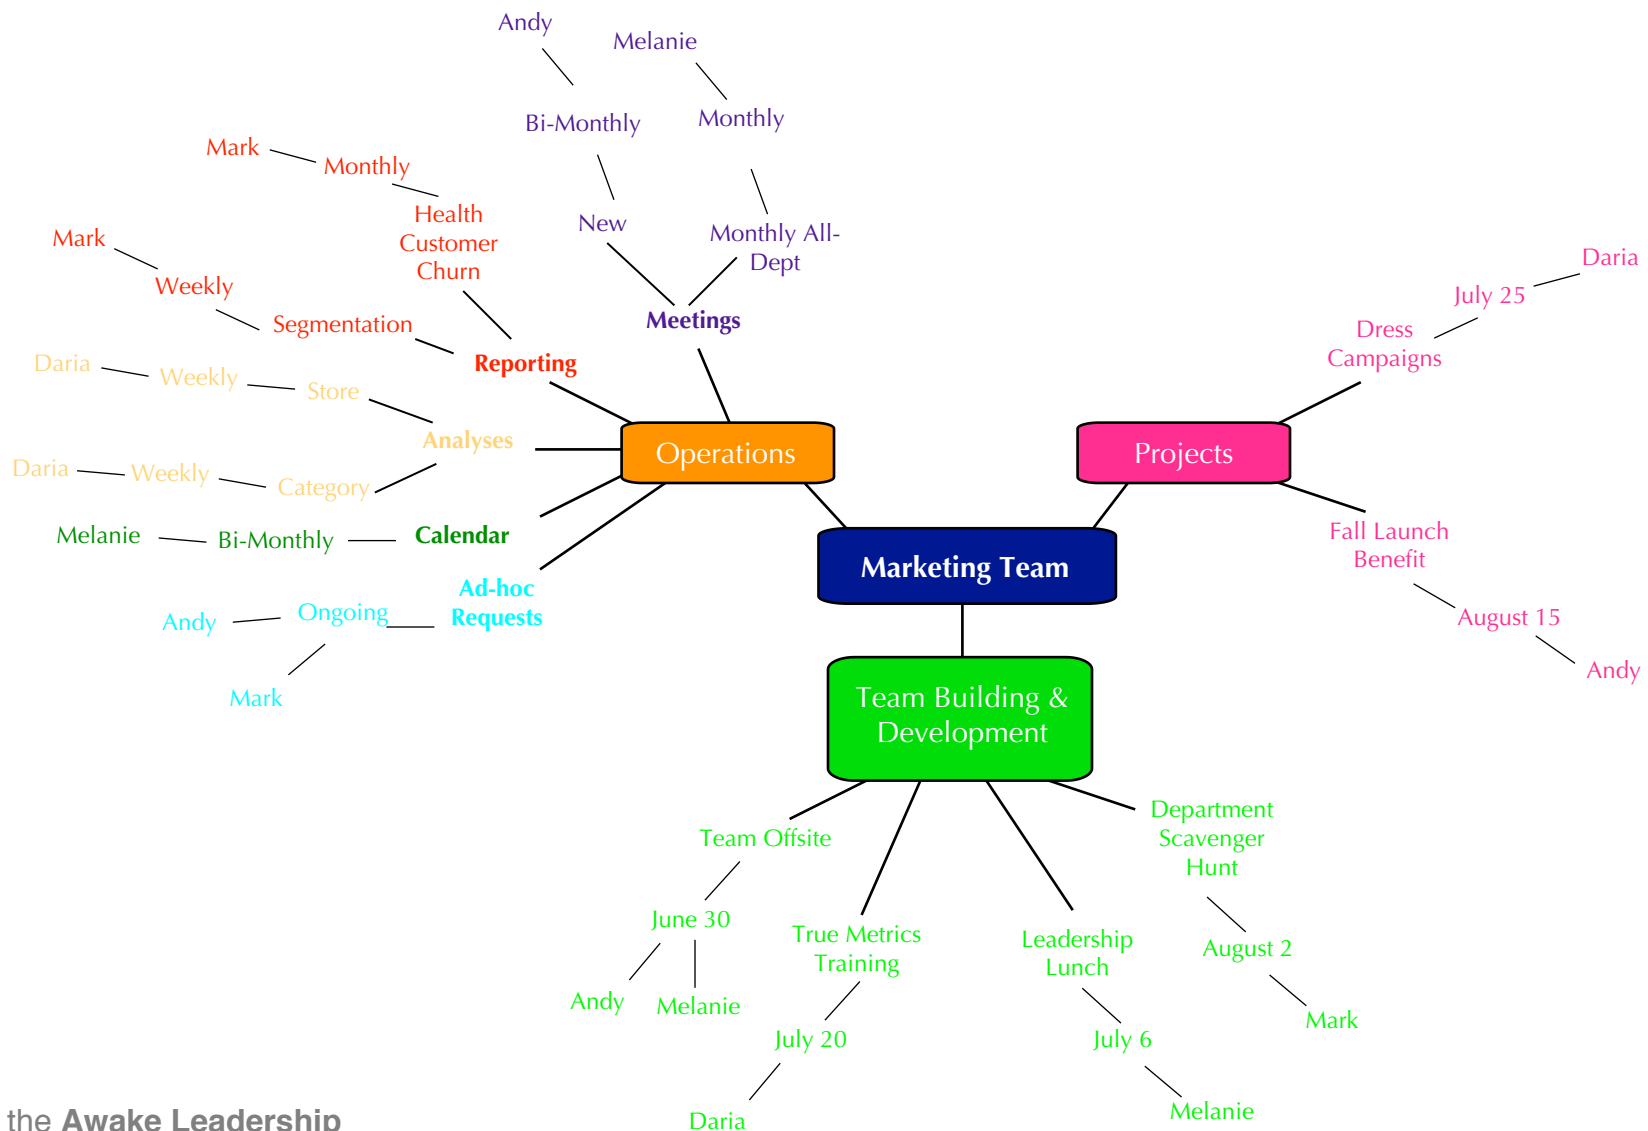 Andy
Melanie
Bi-Monthly
Monthly
Mark
Monthly
New
Monthly All-
Dept
Health
Customer
Churn
Mark
Weekly
Segmentation
Meetings
Reporting
Daria
Weekly
Store
Analyses
Daria
Weekly
Category
Melanie
Bi-Monthly
Calendar
Andy
Ongoing
Ad-hoc
Requests
Mark
Operations
Projects
Daria
July 25
Dress
Campaigns
Fall Launch
Benefit
August 15
Andy
Marketing Team
Team Building &
Development
Team Offsite
June 30
Andy
Melanie
True Metrics
Training
July 20
Daria
Leadership
Lunch
July 6
Melanie
Department
Scavenger
Hunt
August 2
Mark
the Awake Leadership